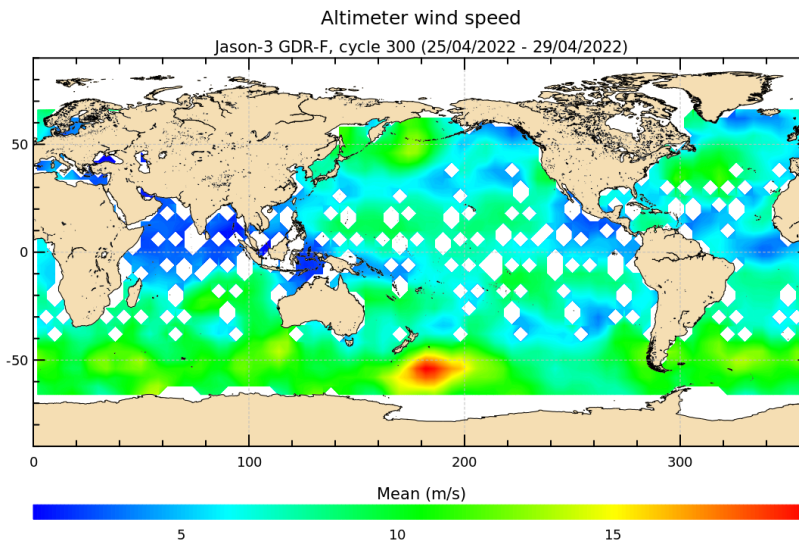 Altimeter wind speed
Jason-3 GDR-F, cycle 300 (25/04/2022 - 29/04/2022)
50
0
-50
0 100 200 300
Mean (m/s)
5 10 15